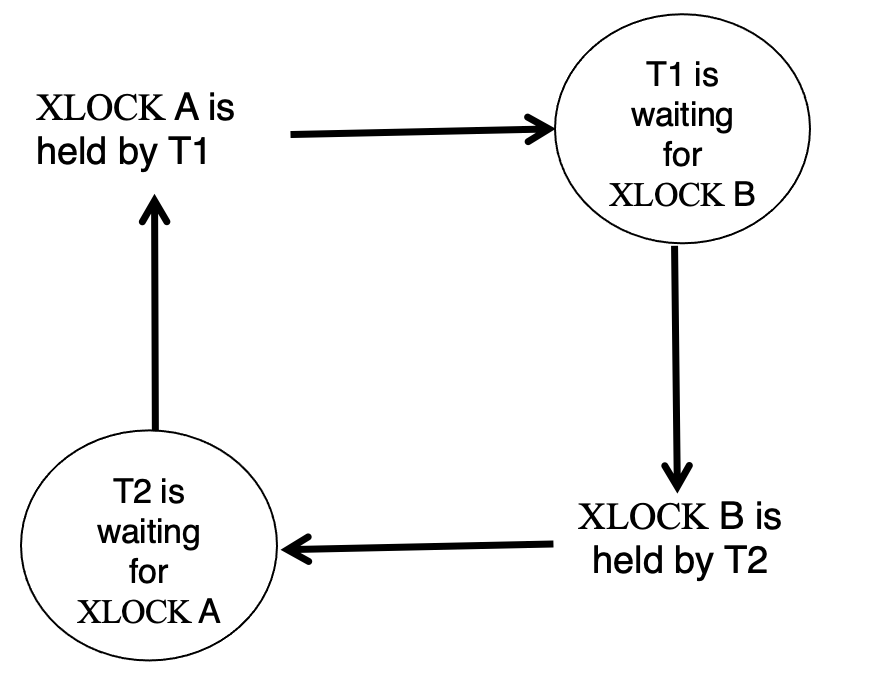 XLOCK A is
held by T1
T1 is
waiting
for
XLOCK B
T2 is
waiting
for
XLOCK A
XLOCK B is
held by T2